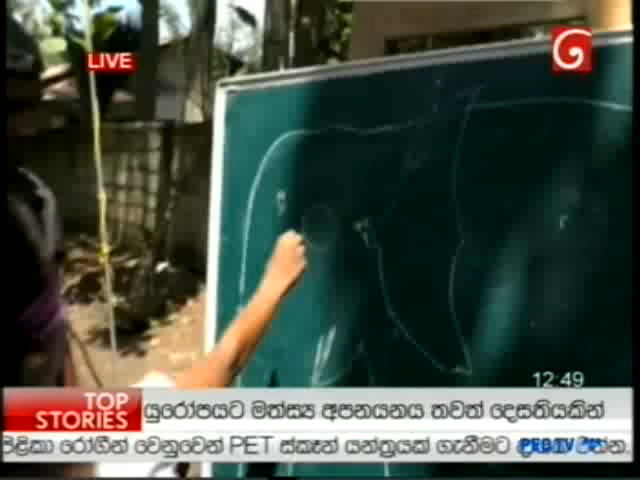 LIVE
12:49
TOP
STORIES
යුරෝපයට මත්ස්‍ය අපනයනය තවත් දෙසතියකින්
පිළිකා රෝගීන් වෙනුවෙන් PET ස්කෑන් යන්ත්‍රයක් ගැනීමට